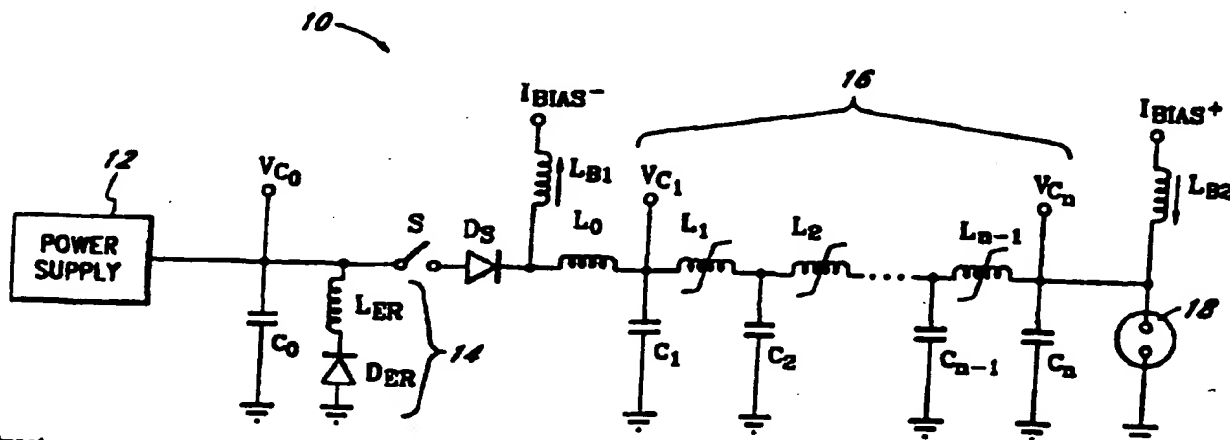 10
16
I_BIAS-
I_BIAS+
12
V_C0
L_B1
V_C1
V_Cn
L_B2
POWER
SUPPLY
S
D_S
L_0
L_1
L_2
L_n-1
18
L_ER
C_0
14
C_1
C_2
C_n-1
C_n
D_ER